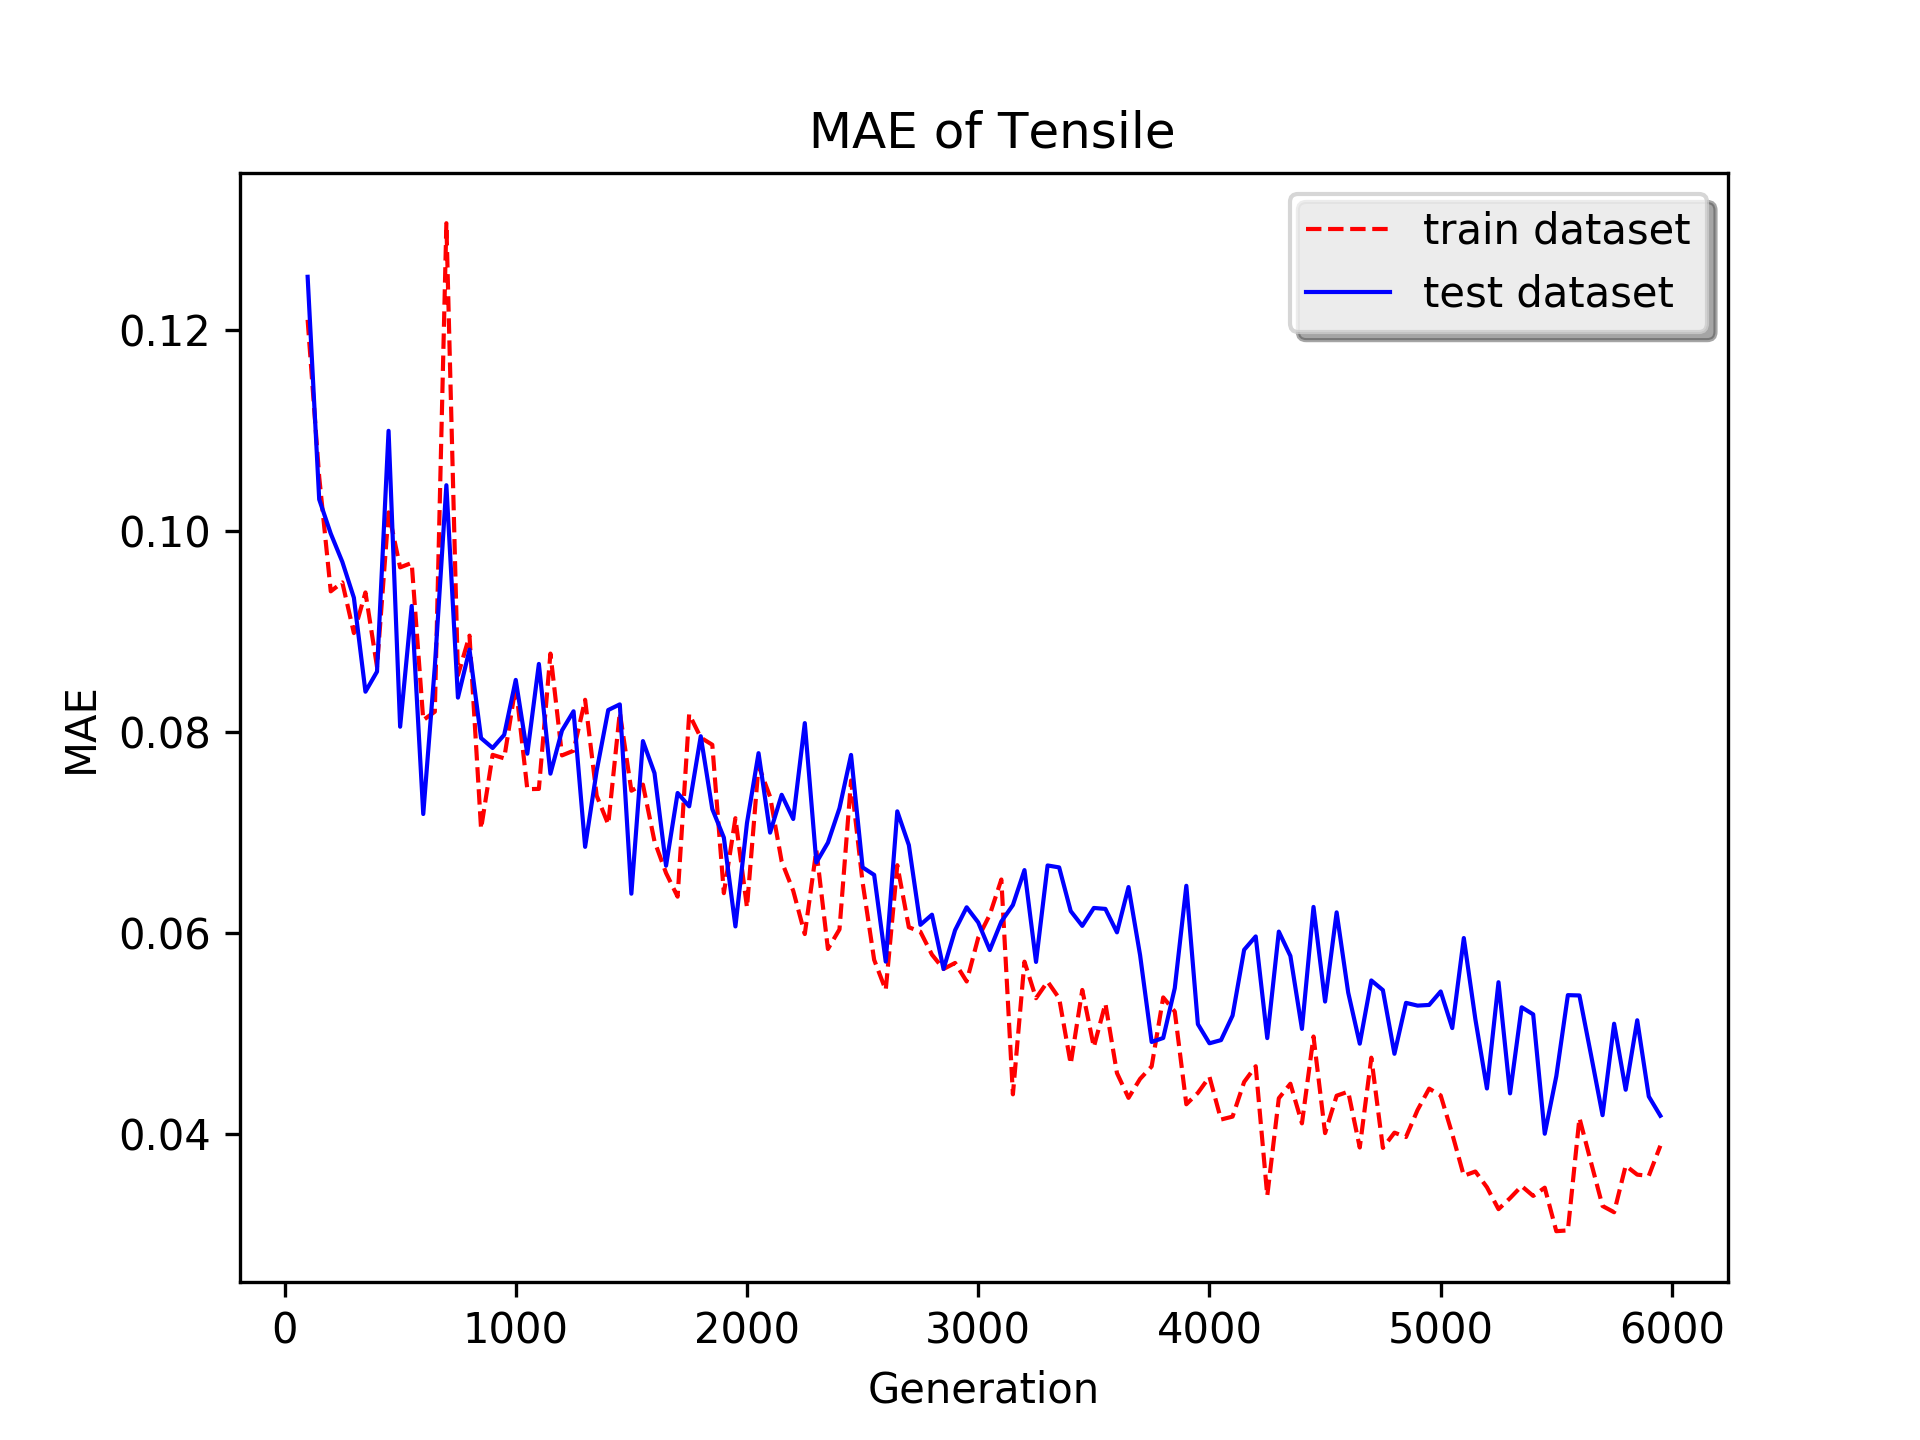 MAE of Tensile
train dataset
test dataset
MAE
0.12
0.10
0.08
0.06
0.04
0 1000 2000 3000 4000 5000 6000
Generation